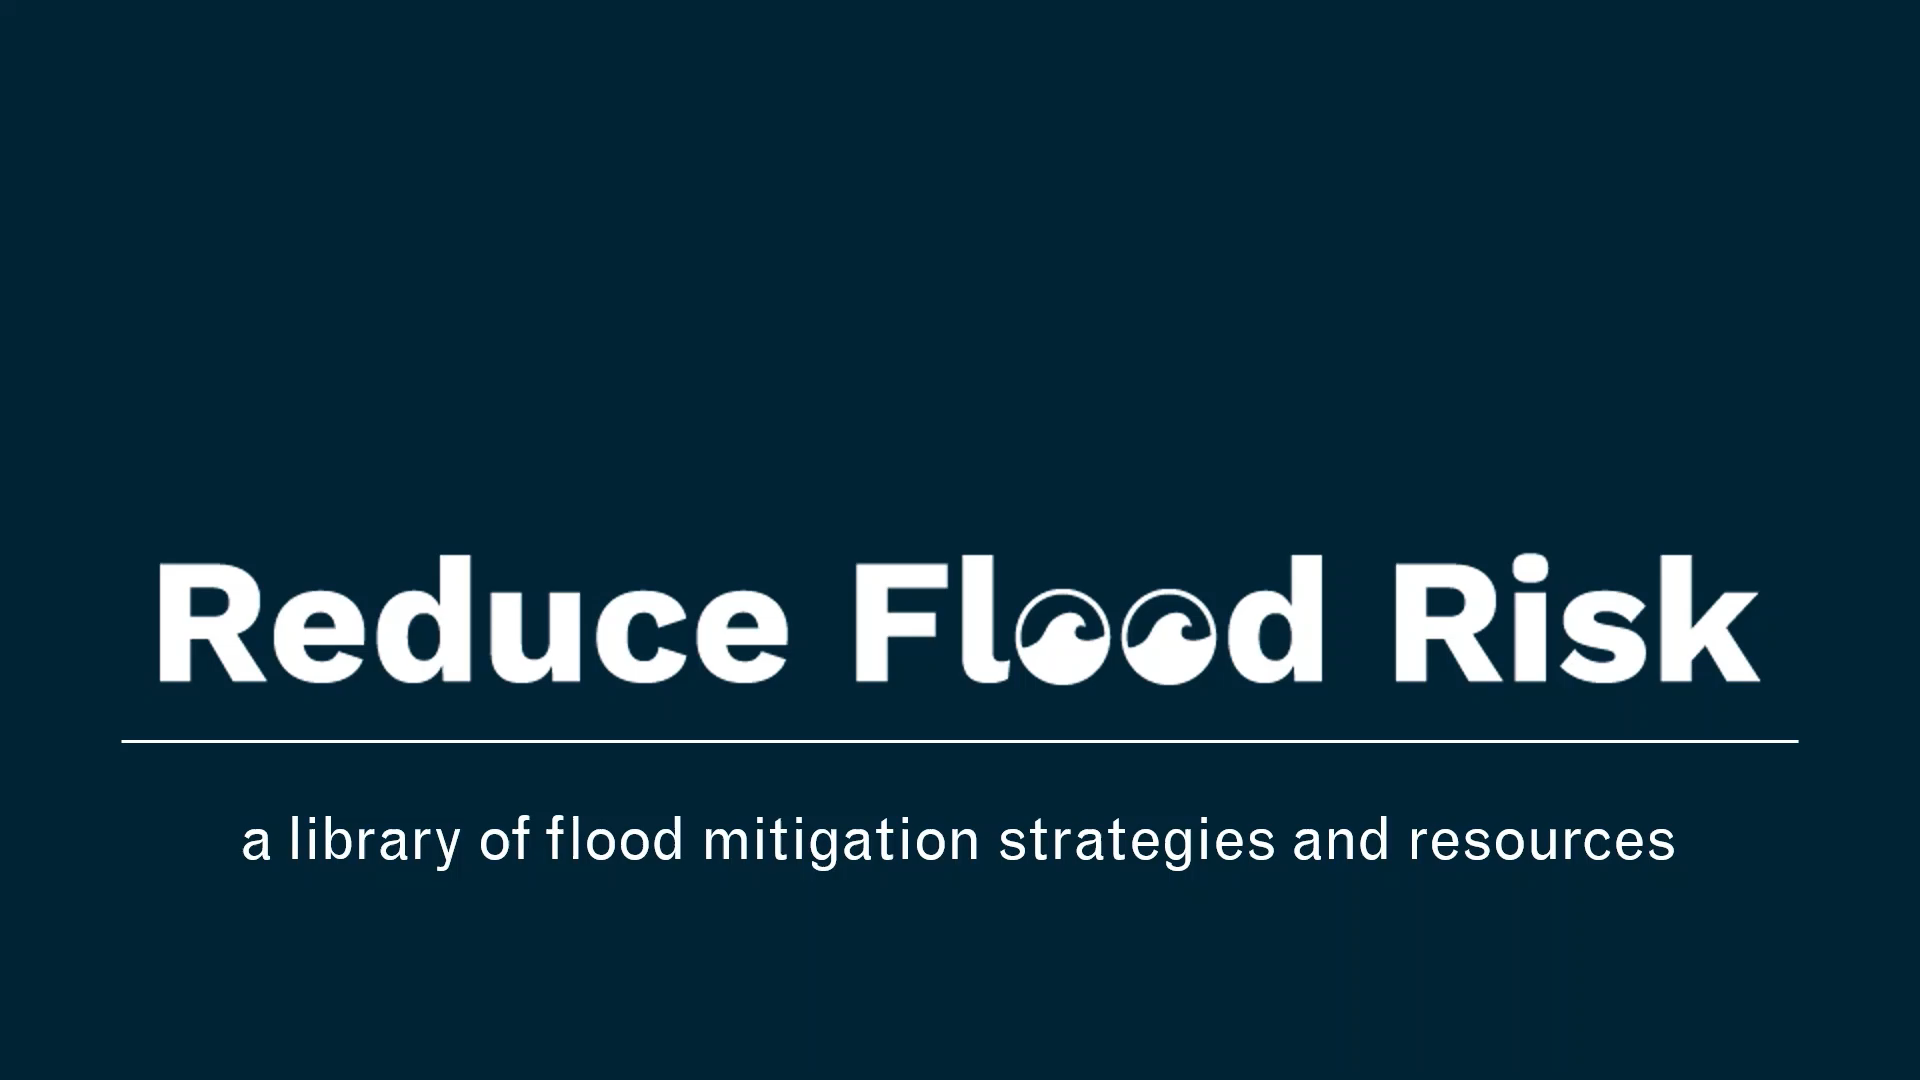 Reduce Flood Risk
a library of flood mitigation strategies and resources